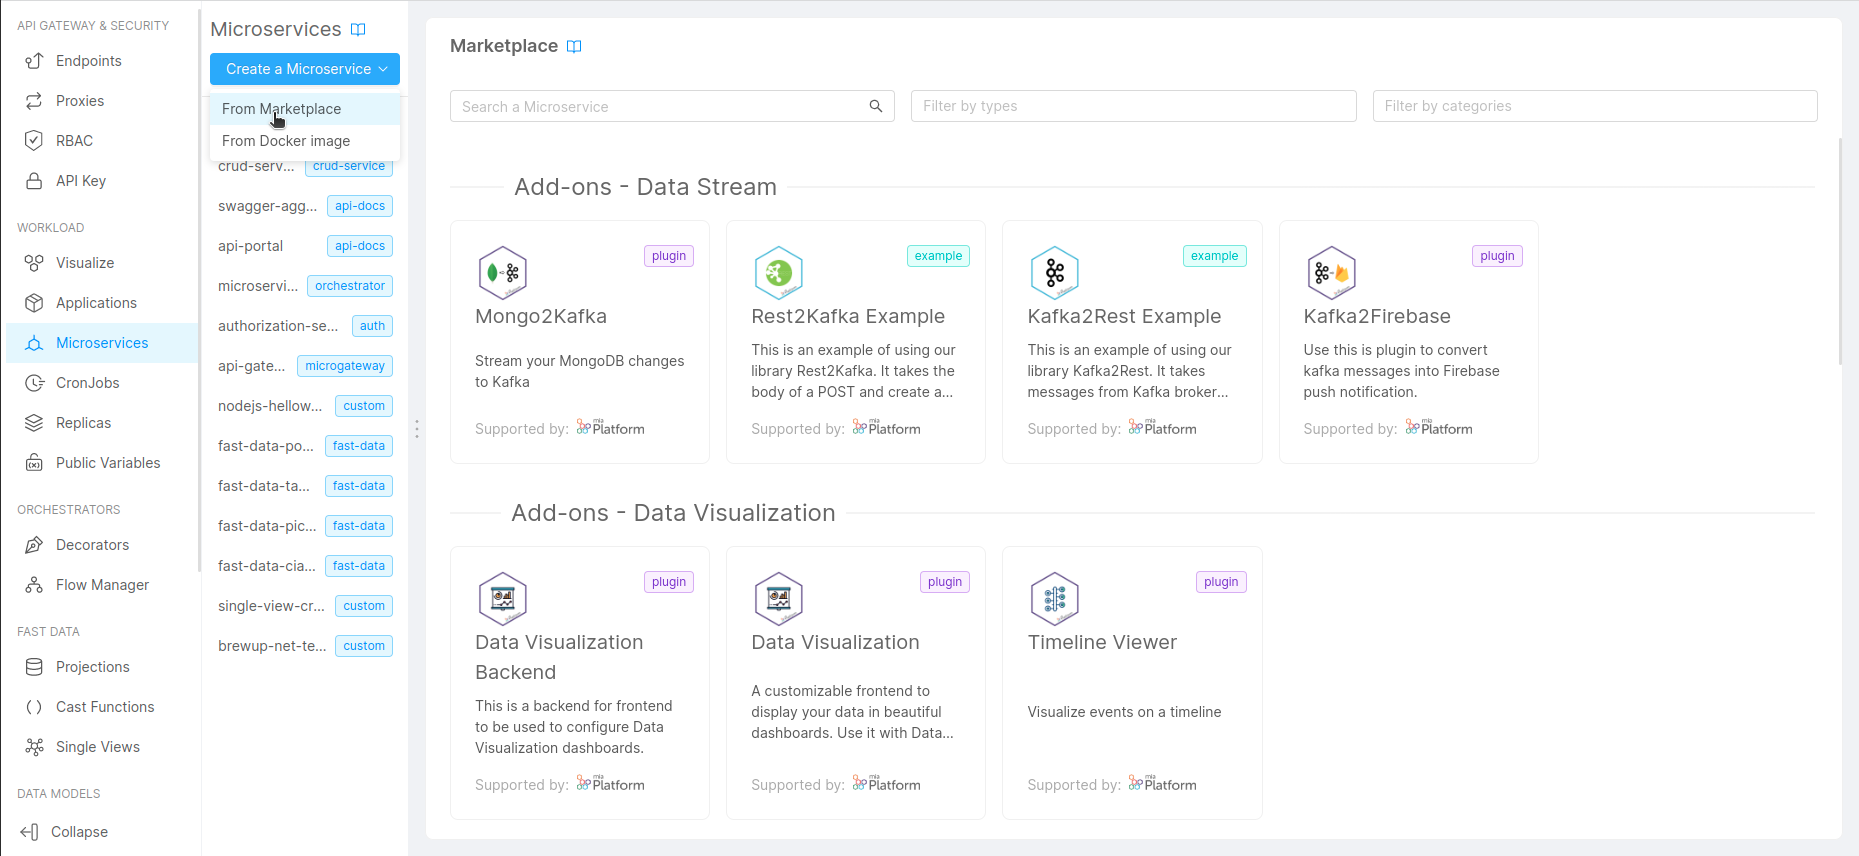 API GATEWAY & SECURITY
Endpoints
Proxies
RBAC
API Key
WORKLOAD
Visualize
Applications
Microservices
CronJobs
Replicas
Public Variables
ORCHESTRATORS
Decorators
Flow Manager
FAST DATA
Projections
Cast Functions
Single Views
DATA MODELS
Collapse
Microservices
Create a Microservice
From Marketplace
From Docker image
crud-serv... crud-service
swagger-agg... api-docs
api-portal api-docs
microservi... orchestrator
authorization-se... auth
api-gate... microgateway
nodejs-hellow... custom
fast-data-po... fast-data
fast-data-ta... fast-data
fast-data-pic... fast-data
fast-data-cia... fast-data
single-view-cr... custom
brewup-net-te... custom
Marketplace
Search a Microservice
Filter by types
Filter by categories
Add-ons - Data Stream
plugin
Mongo2Kafka
Stream your MongoDB changes
to Kafka
Supported by: mia Platform
example
Rest2Kafka Example
This is an example of using our
library Rest2Kafka. It takes the
body of a POST and create a...
Supported by: mia Platform
example
Kafka2Rest Example
This is an example of using our
library Kafka2Rest. It takes
messages from Kafka broker...
Supported by: mia Platform
plugin
Kafka2Firebase
Use this is plugin to convert
kafka messages into Firebase
push notification.
Supported by: mia Platform
Add-ons - Data Visualization
plugin
Data Visualization
Backend
This is a backend for frontend
to be used to configure Data
Visualization dashboards.
Supported by: mia Platform
plugin
Data Visualization
A customizable frontend to
display your data in beautiful
dashboards. Use it with Data...
Supported by: mia Platform
plugin
Timeline Viewer
Visualize events on a timeline
Supported by: mia Platform